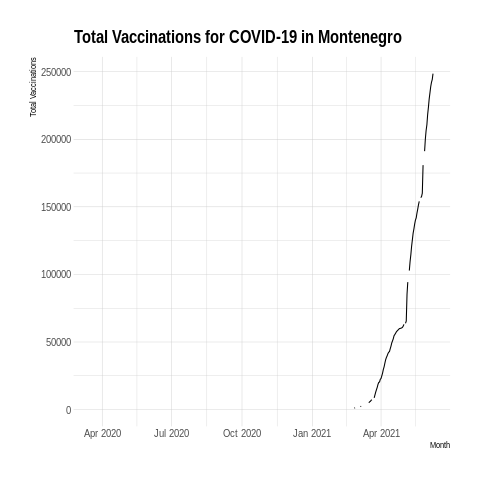 Total Vaccinations for COVID-19 in Montenegro
Total Vaccinations
250000
200000
150000
100000
50000
0
Apr 2020 Jul 2020 Oct 2020 Jan 2021 Apr 2021
Month